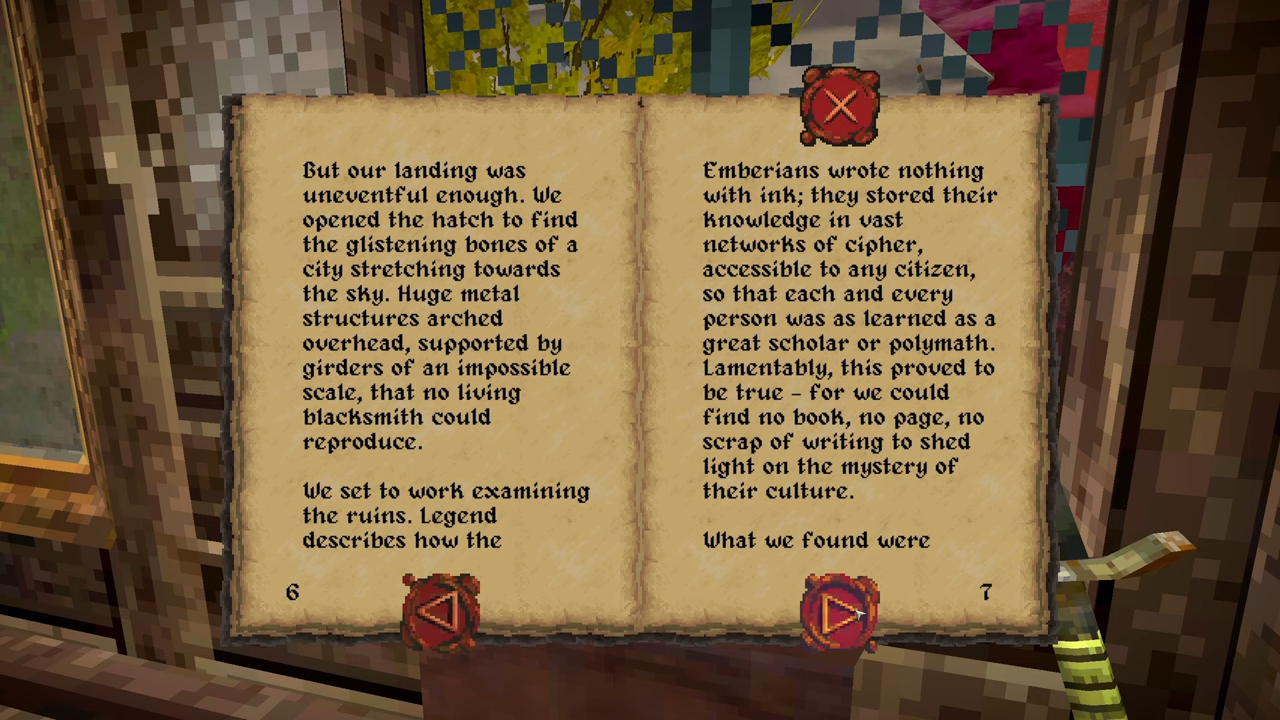 But our landing was
uneventful enough. We
opened the hatch to find
the glistening bones of a
city stretching towards
the sky. Huge metal
structures arched
overhead, supported by
girders of an impossible
scale, that no living
blacksmith could
reproduce.
We set to work examining
the ruins. Legend
describes how the
6
Emberians wrote nothing
with ink; they stored their
knowledge in vast
networks of cipher,
accessible to any citizen,
so that each and every
person was as learned as a
great scholar or polymath.
Lamentably, this proved to
be true – for we could
find no book, no page, no
scrap of writing to shed
light on the mystery of
their culture.
What we found were
7